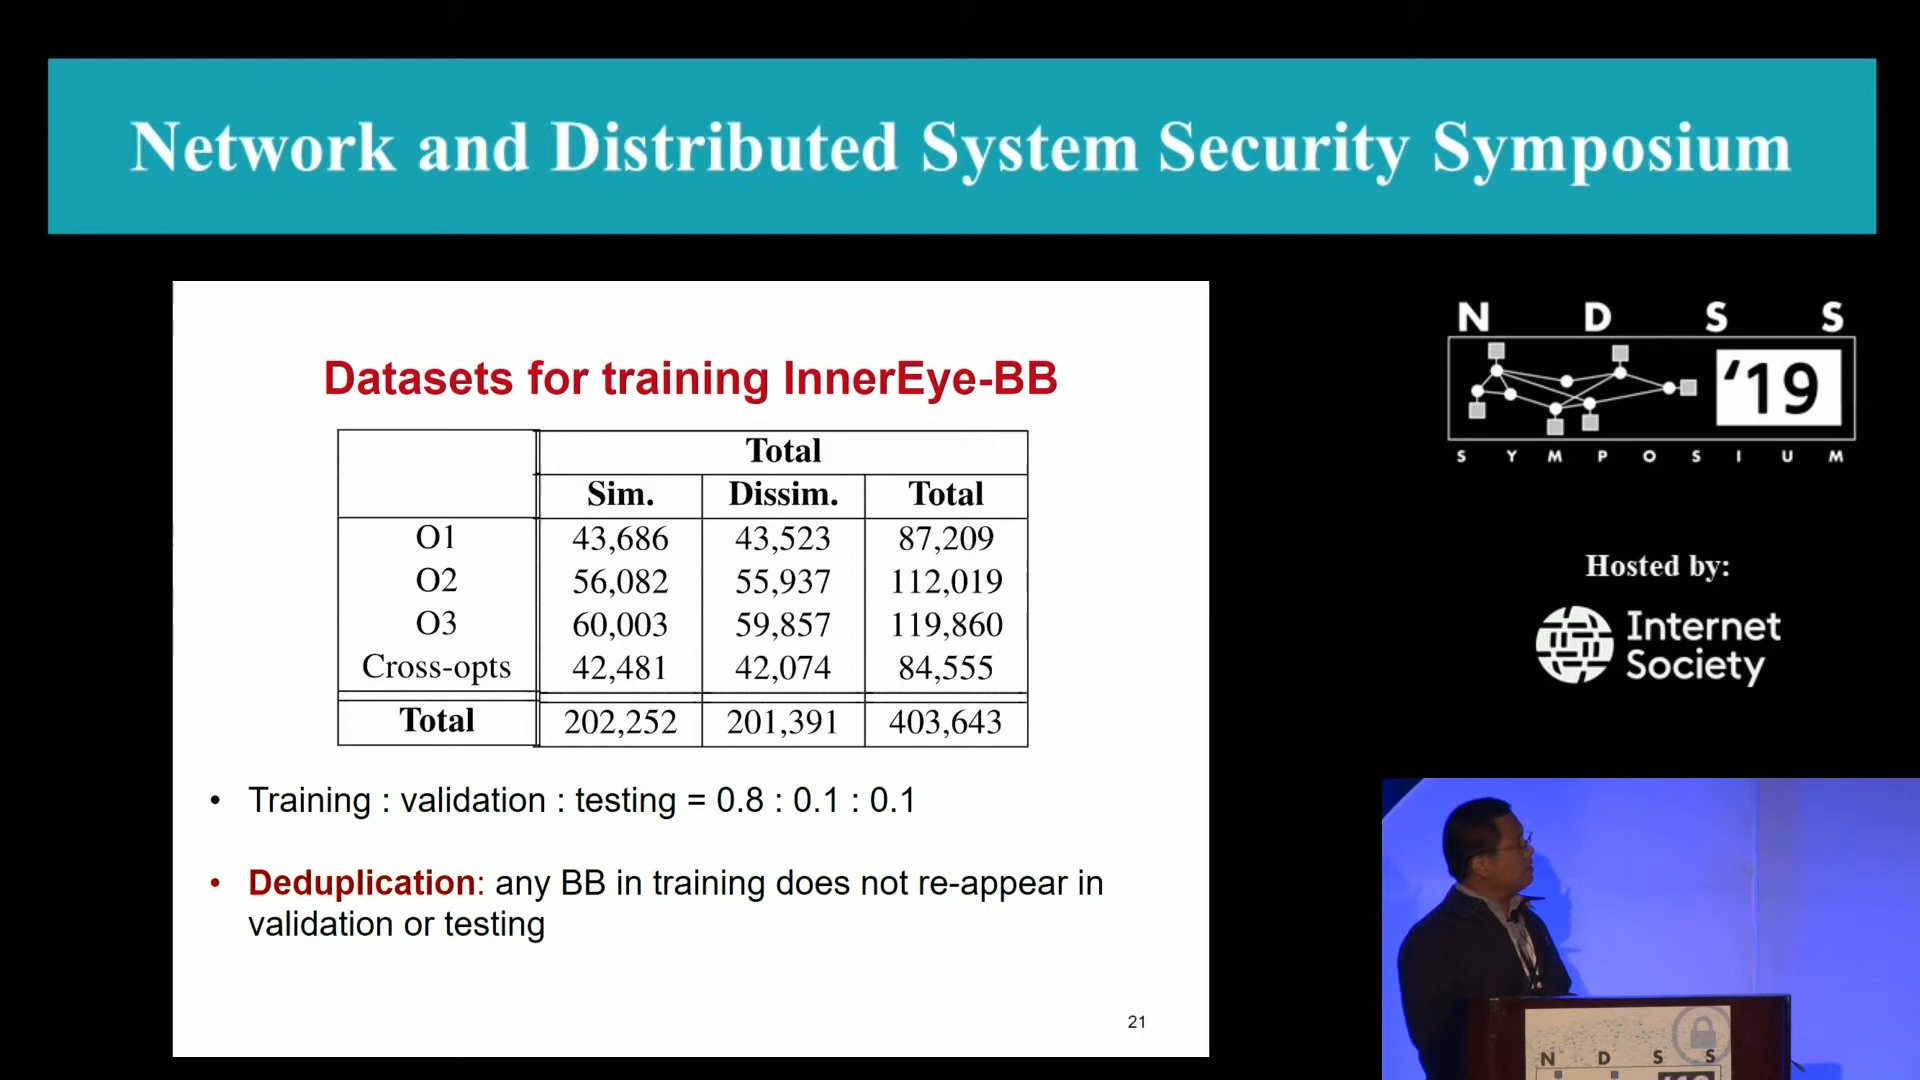 Network and Distributed System Security Symposium
Datasets for training InnerEye-BB
Total
Sim. Dissim. Total
O1 43,686 43,523 87,209
O2 56,082 55,937 112,019
O3 60,003 59,857 119,860
Cross-opts 42,481 42,074 84,555
Total 202,252 201,391 403,643
• Training : validation : testing = 0.8 : 0.1 : 0.1
• Deduplication: any BB in training does not re-appear in
validation or testing
21
N D S S
'19
S Y M P O S I U M
Hosted by:
Internet
Society
N D S S
'19